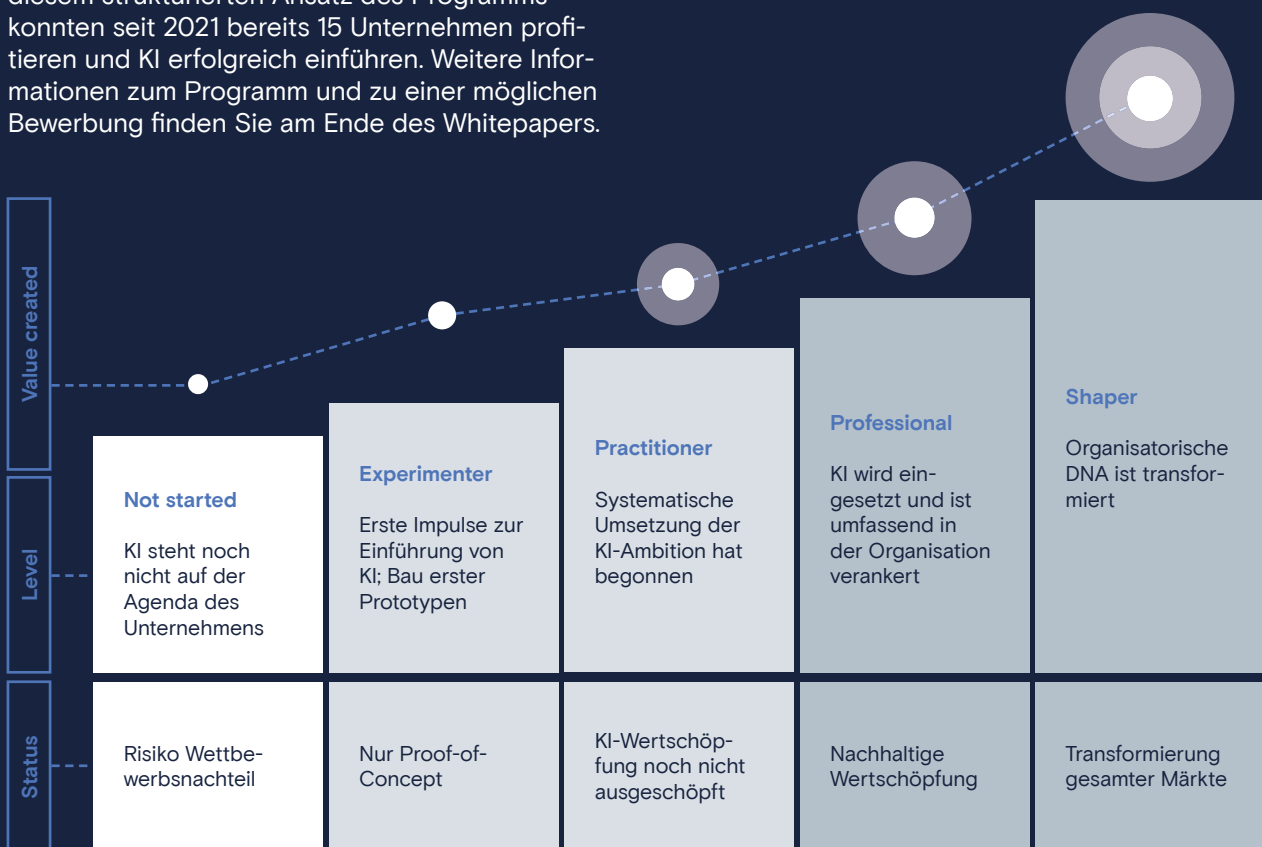 diesem strukturierten Ansatz des Programms
konnten seit 2021 bereits 15 Unternehmen profi-
tieren und KI erfolgreich einführen. Weitere Infor-
mationen zum Programm und zu einer möglichen
Bewerbung finden Sie am Ende des Whitepapers.
Value created
Level
Not started
KI steht noch
nicht auf der
Agenda des
Unternehmens
Experimenter
Erste Impulse zur
Einführung von
KI; Bau erster
Prototypen
Practitioner
Systematische
Umsetzung der
KI-Ambition hat
begonnen
Professional
KI wird ein-
gesetzt und ist
umfassend in
der Organisation
verankert
Shaper
Organisatorische
DNA ist transfor-
miert
Status
Risiko Wettbe-
werbsnachteil
Nur Proof-of-
Concept
KI-Wertschöp-
fung noch nicht
ausgeschöpft
Nachhaltige
Wertschöpfung
Transformierung
gesamter Märkte